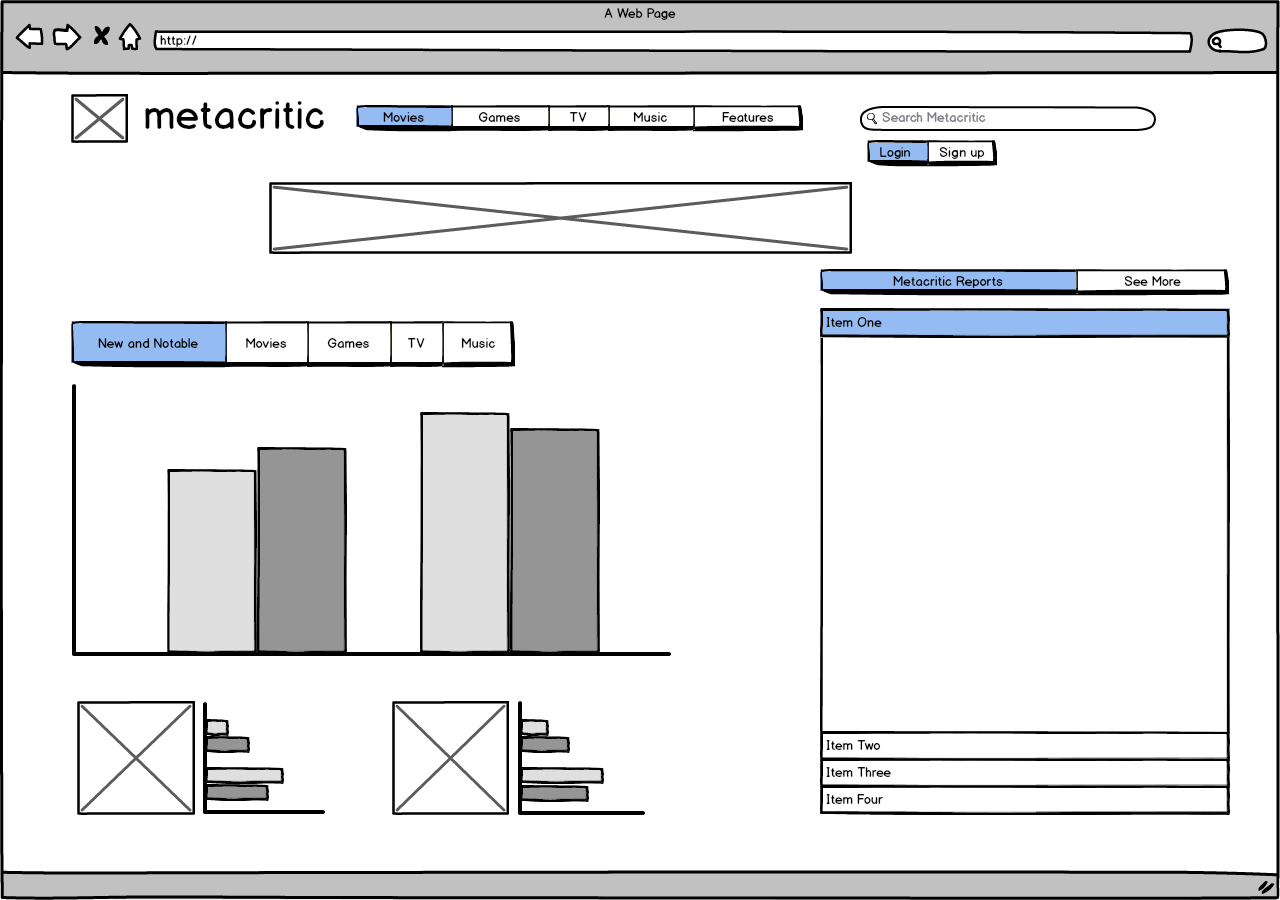 A Web Page
http://
metacritic
Movies Games TV Music Features
Search Metacritic
Login Sign up
Metacritic Reports See More
New and Notable Movies Games TV Music
Item One
Item Two
Item Three
Item Four